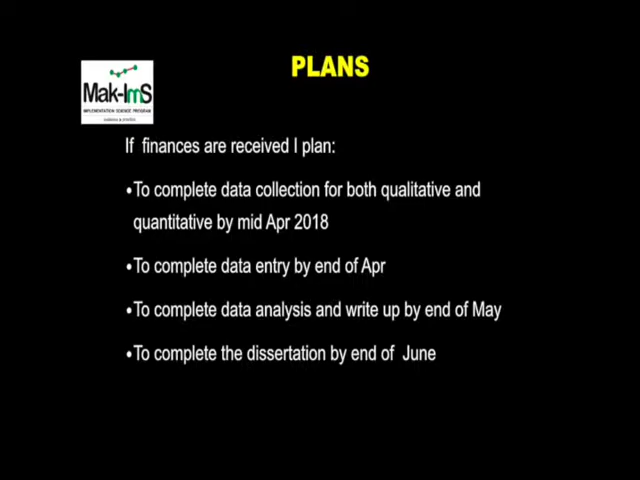 PLANS
Mak-ImS
IMPLEMENTATION SCIENCE PROGRAM
If finances are received I plan:
•To complete data collection for both qualitative and
quantitative by mid Apr 2018
•To complete data entry by end of Apr
•To complete data analysis and write up by end of May
•To complete the dissertation by end of June